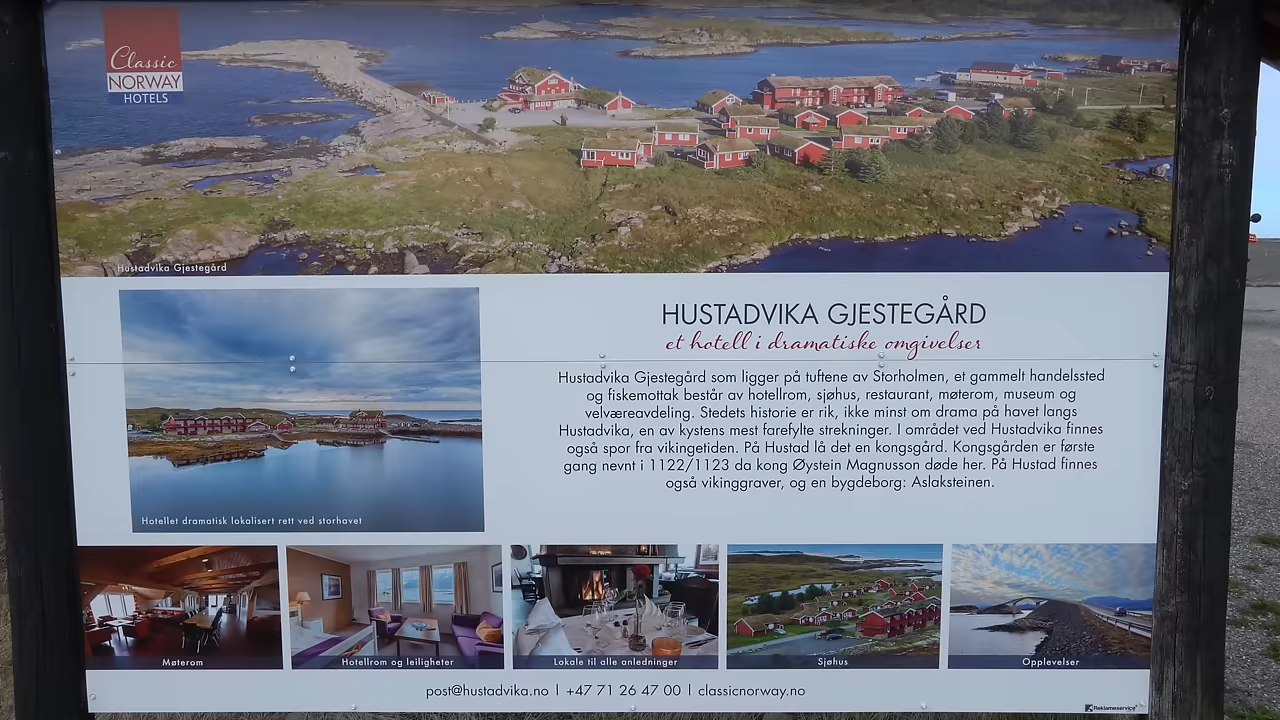 Classic
NORWAY
HOTELS
Hustadvika Gjestegård
HUSTADVIKA GJESTEGÅRD
et hotell i dramatiske omgivelser
Hustadvika Gjestegård som ligger på tuftene av Storholmen, et gammelt handelssted
og fiskemottak består av hotellrom, sjøhus, restaurant, møterom, museum og
velværeavdeling. Stedets historie er rik, ikke minst om drama på havet langs
Hustadvika, en av kystens mest farefylte strekninger. I området ved Hustadvika finnes
også spor fra vikingetiden. På Hustad lå det en kongsgård. Kongsgården er første
gang nevnt i 1122/1123 da kong Øystein Magnusson døde her. På Hustad finnes
også vikinggraver, og en bygdeborg: Aslaksteinen.
Hotellet dramatisk lokalisert rett ved storhavet
Møterom
Hotellrom og leiligheter
Lokale til alle anledninger
Sjøhus
Opplevelser
post@hustadvika.no | +47 71 26 47 00 | classicnorway.no
Reklameservice